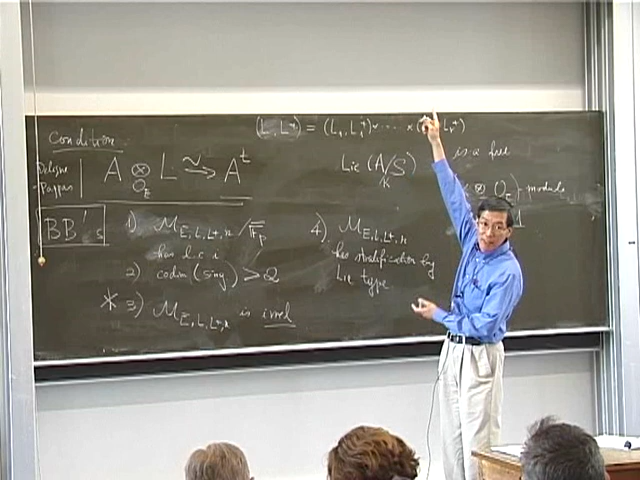 Condition:
Deligne Pappas | A ⊗_{O_E} L ⥲ A^t
(L, L^+) = (L_1, L_1^+) × ⋯ × ( L_r^+)
Lie (A/S) is a free
⊗ O_E)-module
BB's
1) M_{E,L,L^+,n} / F̄_p
has l.c.i
2) codim (sing) > 2
* 3) M_{E,L,L^+,n} is irred
4) M_{E,L,L^+,n}
has stratification by
Lie type